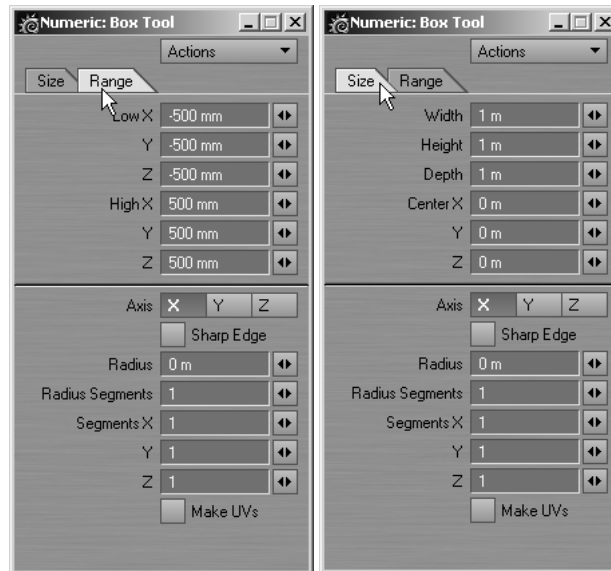 Numeric: Box Tool
Actions
Size Range
Low X -500 mm
Y -500 mm
Z -500 mm
High X 500 mm
Y 500 mm
Z 500 mm
Axis X Y Z
Sharp Edge
Radius 0 m
Radius Segments 1
Segments X 1
Y 1
Z 1
Make UVs
Numeric: Box Tool
Actions
Size Range
Width 1 m
Height 1 m
Depth 1 m
Center X 0 m
Y 0 m
Z 0 m
Axis X Y Z
Sharp Edge
Radius 0 m
Radius Segments 1
Segments X 1
Y 1
Z 1
Make UVs